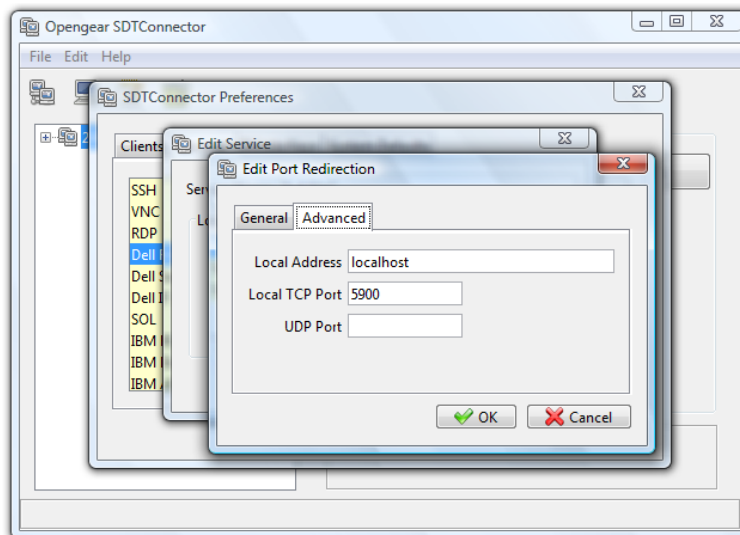 Opengear SDTConnector
File Edit Help
SDTConnector Preferences
Clients
Edit Service
Edit Port Redirection
SSH
VNC
RDP
Dell
Dell
Dell
SOL
IBM
IBM
IBM
General Advanced
Local Address localhost
Local TCP Port 5900
UDP Port
OK Cancel